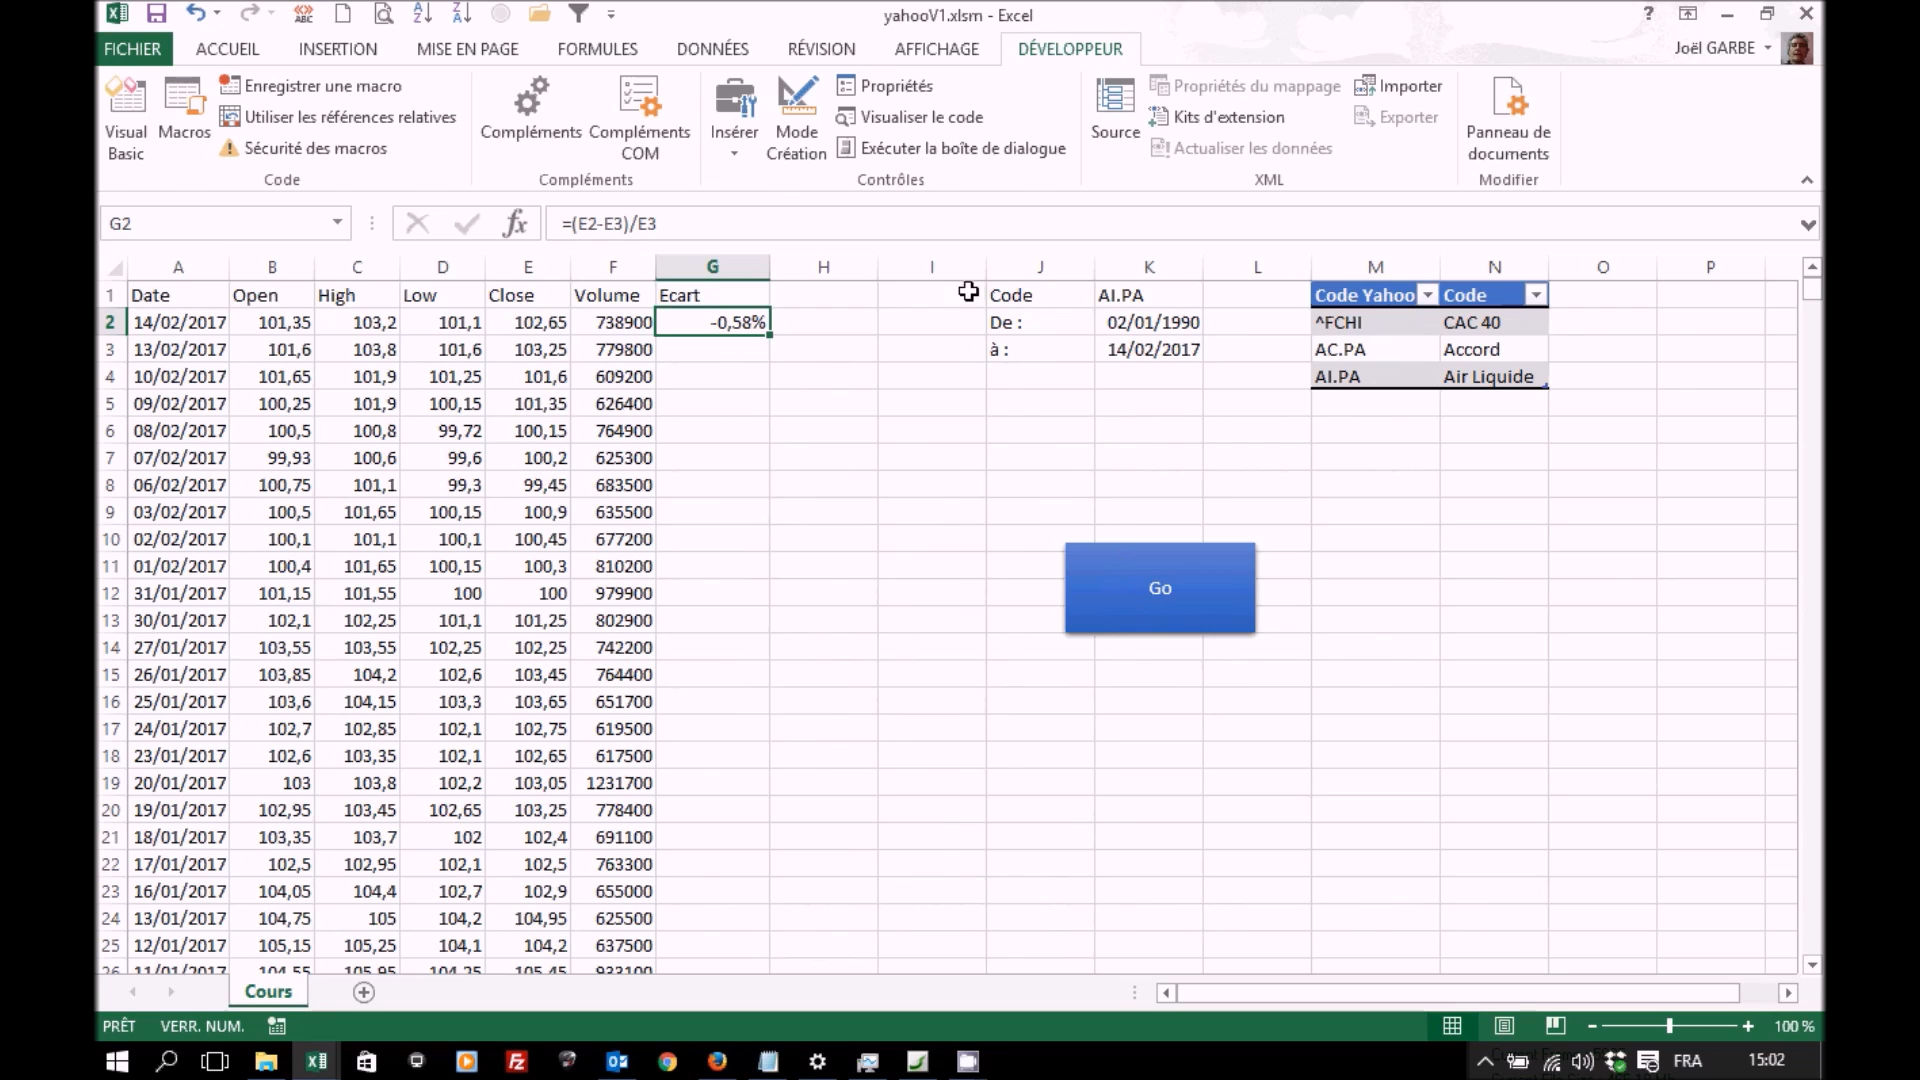 yahooV1.xlsm - Excel
FICHIER ACCUEIL INSERTION MISE EN PAGE FORMULES DONNÉES RÉVISION AFFICHAGE DÉVELOPPEUR Joël GARBE
Visual Basic
Macros
Enregistrer une macro
Utiliser les références relatives
Sécurité des macros
Code
Compléments
Compléments COM
Compléments
Insérer
Mode Création
Propriétés
Visualiser le code
Exécuter la boîte de dialogue
Contrôles
Source
Propriétés du mappage
Kits d'extension
Actualiser les données
Importer
Exporter
XML
Panneau de documents
Modifier
G2 fx =(E2-E3)/E3
A B C D E F G H I J K L M N O P
1 Date Open High Low Close Volume Ecart Code AI.PA Code Yahoo Code
2 14/02/2017 101,35 103,2 101,1 102,65 738900 -0,58% De : 02/01/1990 ^FCHI CAC 40
3 13/02/2017 101,6 103,8 101,6 103,25 779800 à : 14/02/2017 AC.PA Accord
4 10/02/2017 101,65 101,9 101,25 101,6 609200 AI.PA Air Liquide
5 09/02/2017 100,25 101,9 100,15 101,35 626400
6 08/02/2017 100,5 100,8 99,72 100,15 764900
7 07/02/2017 99,93 100,6 99,6 100,2 625300
8 06/02/2017 100,75 101,1 99,3 99,45 683500
9 03/02/2017 100,5 101,65 100,15 100,9 635500
10 02/02/2017 100,1 101,1 100,1 100,45 677200
11 01/02/2017 100,4 101,65 100,15 100,3 810200
12 31/01/2017 101,15 101,55 100 100 979900 Go
13 30/01/2017 102,1 102,25 101,1 101,25 802900
14 27/01/2017 103,55 103,55 102,25 102,25 742200
15 26/01/2017 103,85 104,2 102,6 103,45 764400
16 25/01/2017 103,6 104,15 103,3 103,65 651700
17 24/01/2017 102,7 102,85 102,1 102,75 619500
18 23/01/2017 102,6 103,35 102,1 102,65 617500
19 20/01/2017 103 103,8 102,2 103,05 1231700
20 19/01/2017 102,95 103,45 102,65 103,25 778400
21 18/01/2017 103,35 103,7 102 102,4 691100
22 17/01/2017 102,5 102,95 102,1 102,5 763300
23 16/01/2017 104,05 104,4 102,7 102,9 655000
24 13/01/2017 104,75 105 104,2 104,95 625500
25 12/01/2017 105,15 105,25 104,1 104,2 637500
26 11/01/2017 104,55 105,95 104,25 105,45 933100
Cours
PRÊT VERR. NUM. 100 %
FRA 15:02